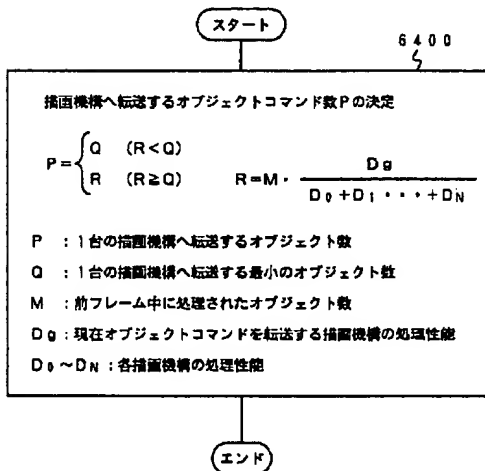 スタート
6400
描画機構へ転送するオブジェクトコマンド数Pの決定
P={Q (R<Q)
R (R≧Q)
R=M・Dg/(D0+D1・・・+DN)
P :1台の描画機構へ転送するオブジェクト数
Q :1台の描画機構へ転送する最小のオブジェクト数
M :前フレーム中に処理されたオブジェクト数
Dg:現在オブジェクトコマンドを転送する描画機構の処理性能
D0~DN:各描画機構の処理性能
エンド